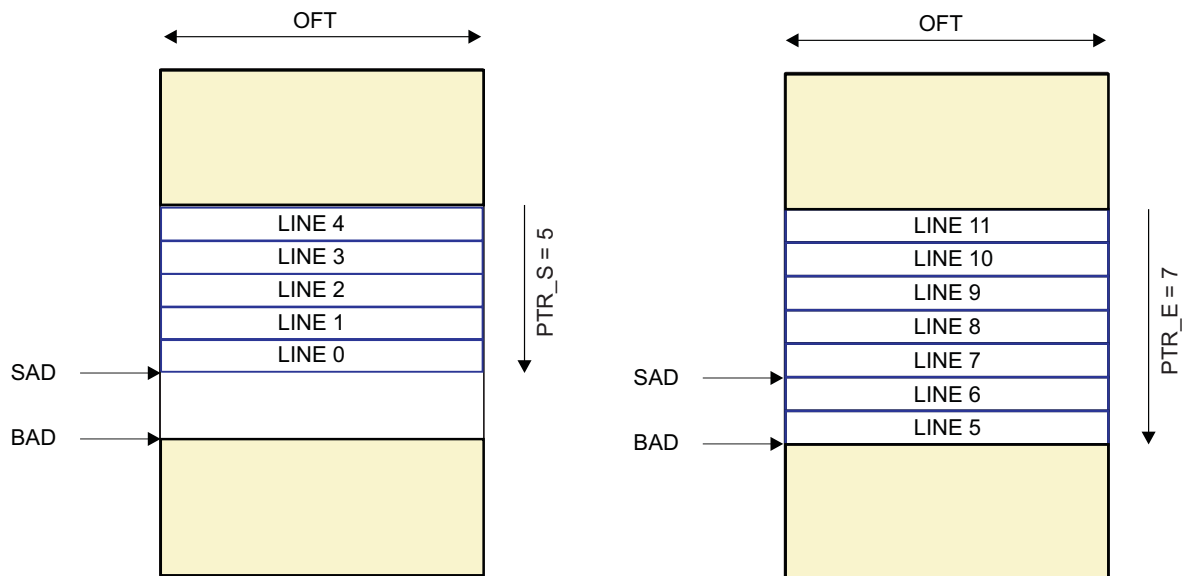 OFT
LINE 4
LINE 3
LINE 2
LINE 1
LINE 0
SAD
BAD
PTR_S = 5
OFT
LINE 11
LINE 10
LINE 9
LINE 8
LINE 7
LINE 6
LINE 5
SAD
BAD
PTR_E = 7